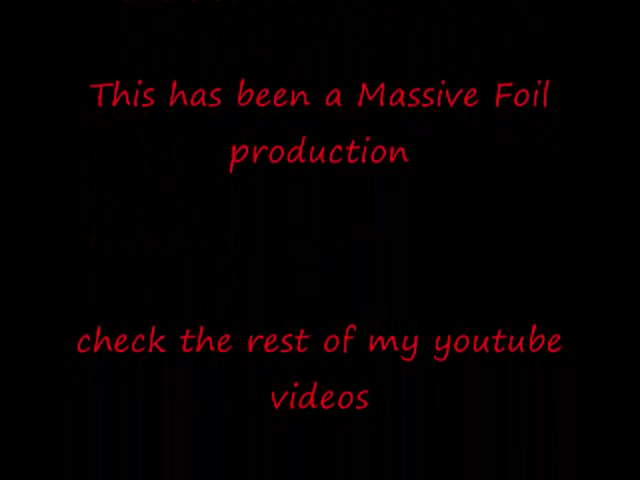 This has been a Massive Foil
production
check the rest of my youtube
videos